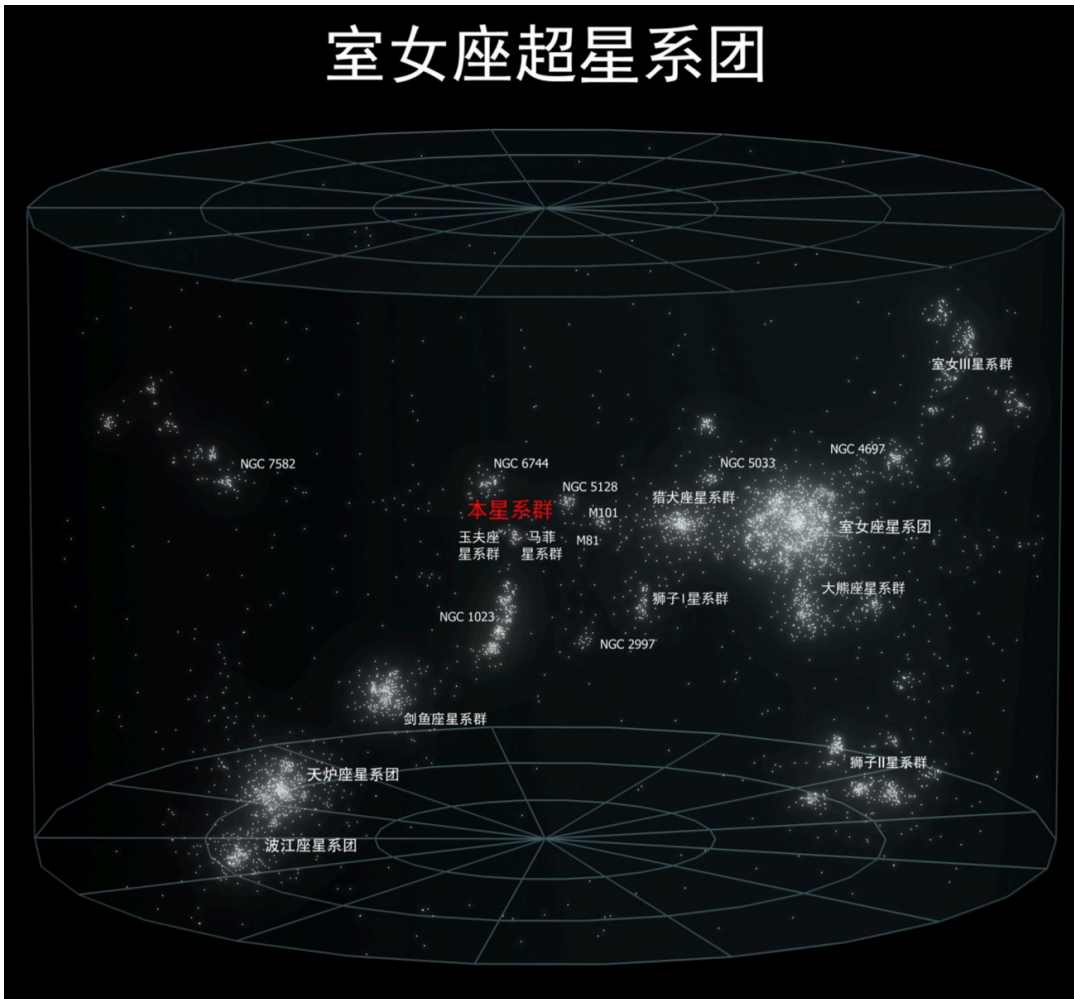 室女座超星系团
室女III星系群
NGC 4697
NGC 7582
NGC 6744
NGC 5033
NGC 5128
猎犬座星系群
本星系群
M101
室女座星系团
玉夫座
星系群
马菲
星系群
M81
大熊座星系群
狮子I星系群
NGC 1023
NGC 2997
剑鱼座星系群
狮子II星系群
天炉座星系团
波江座星系团